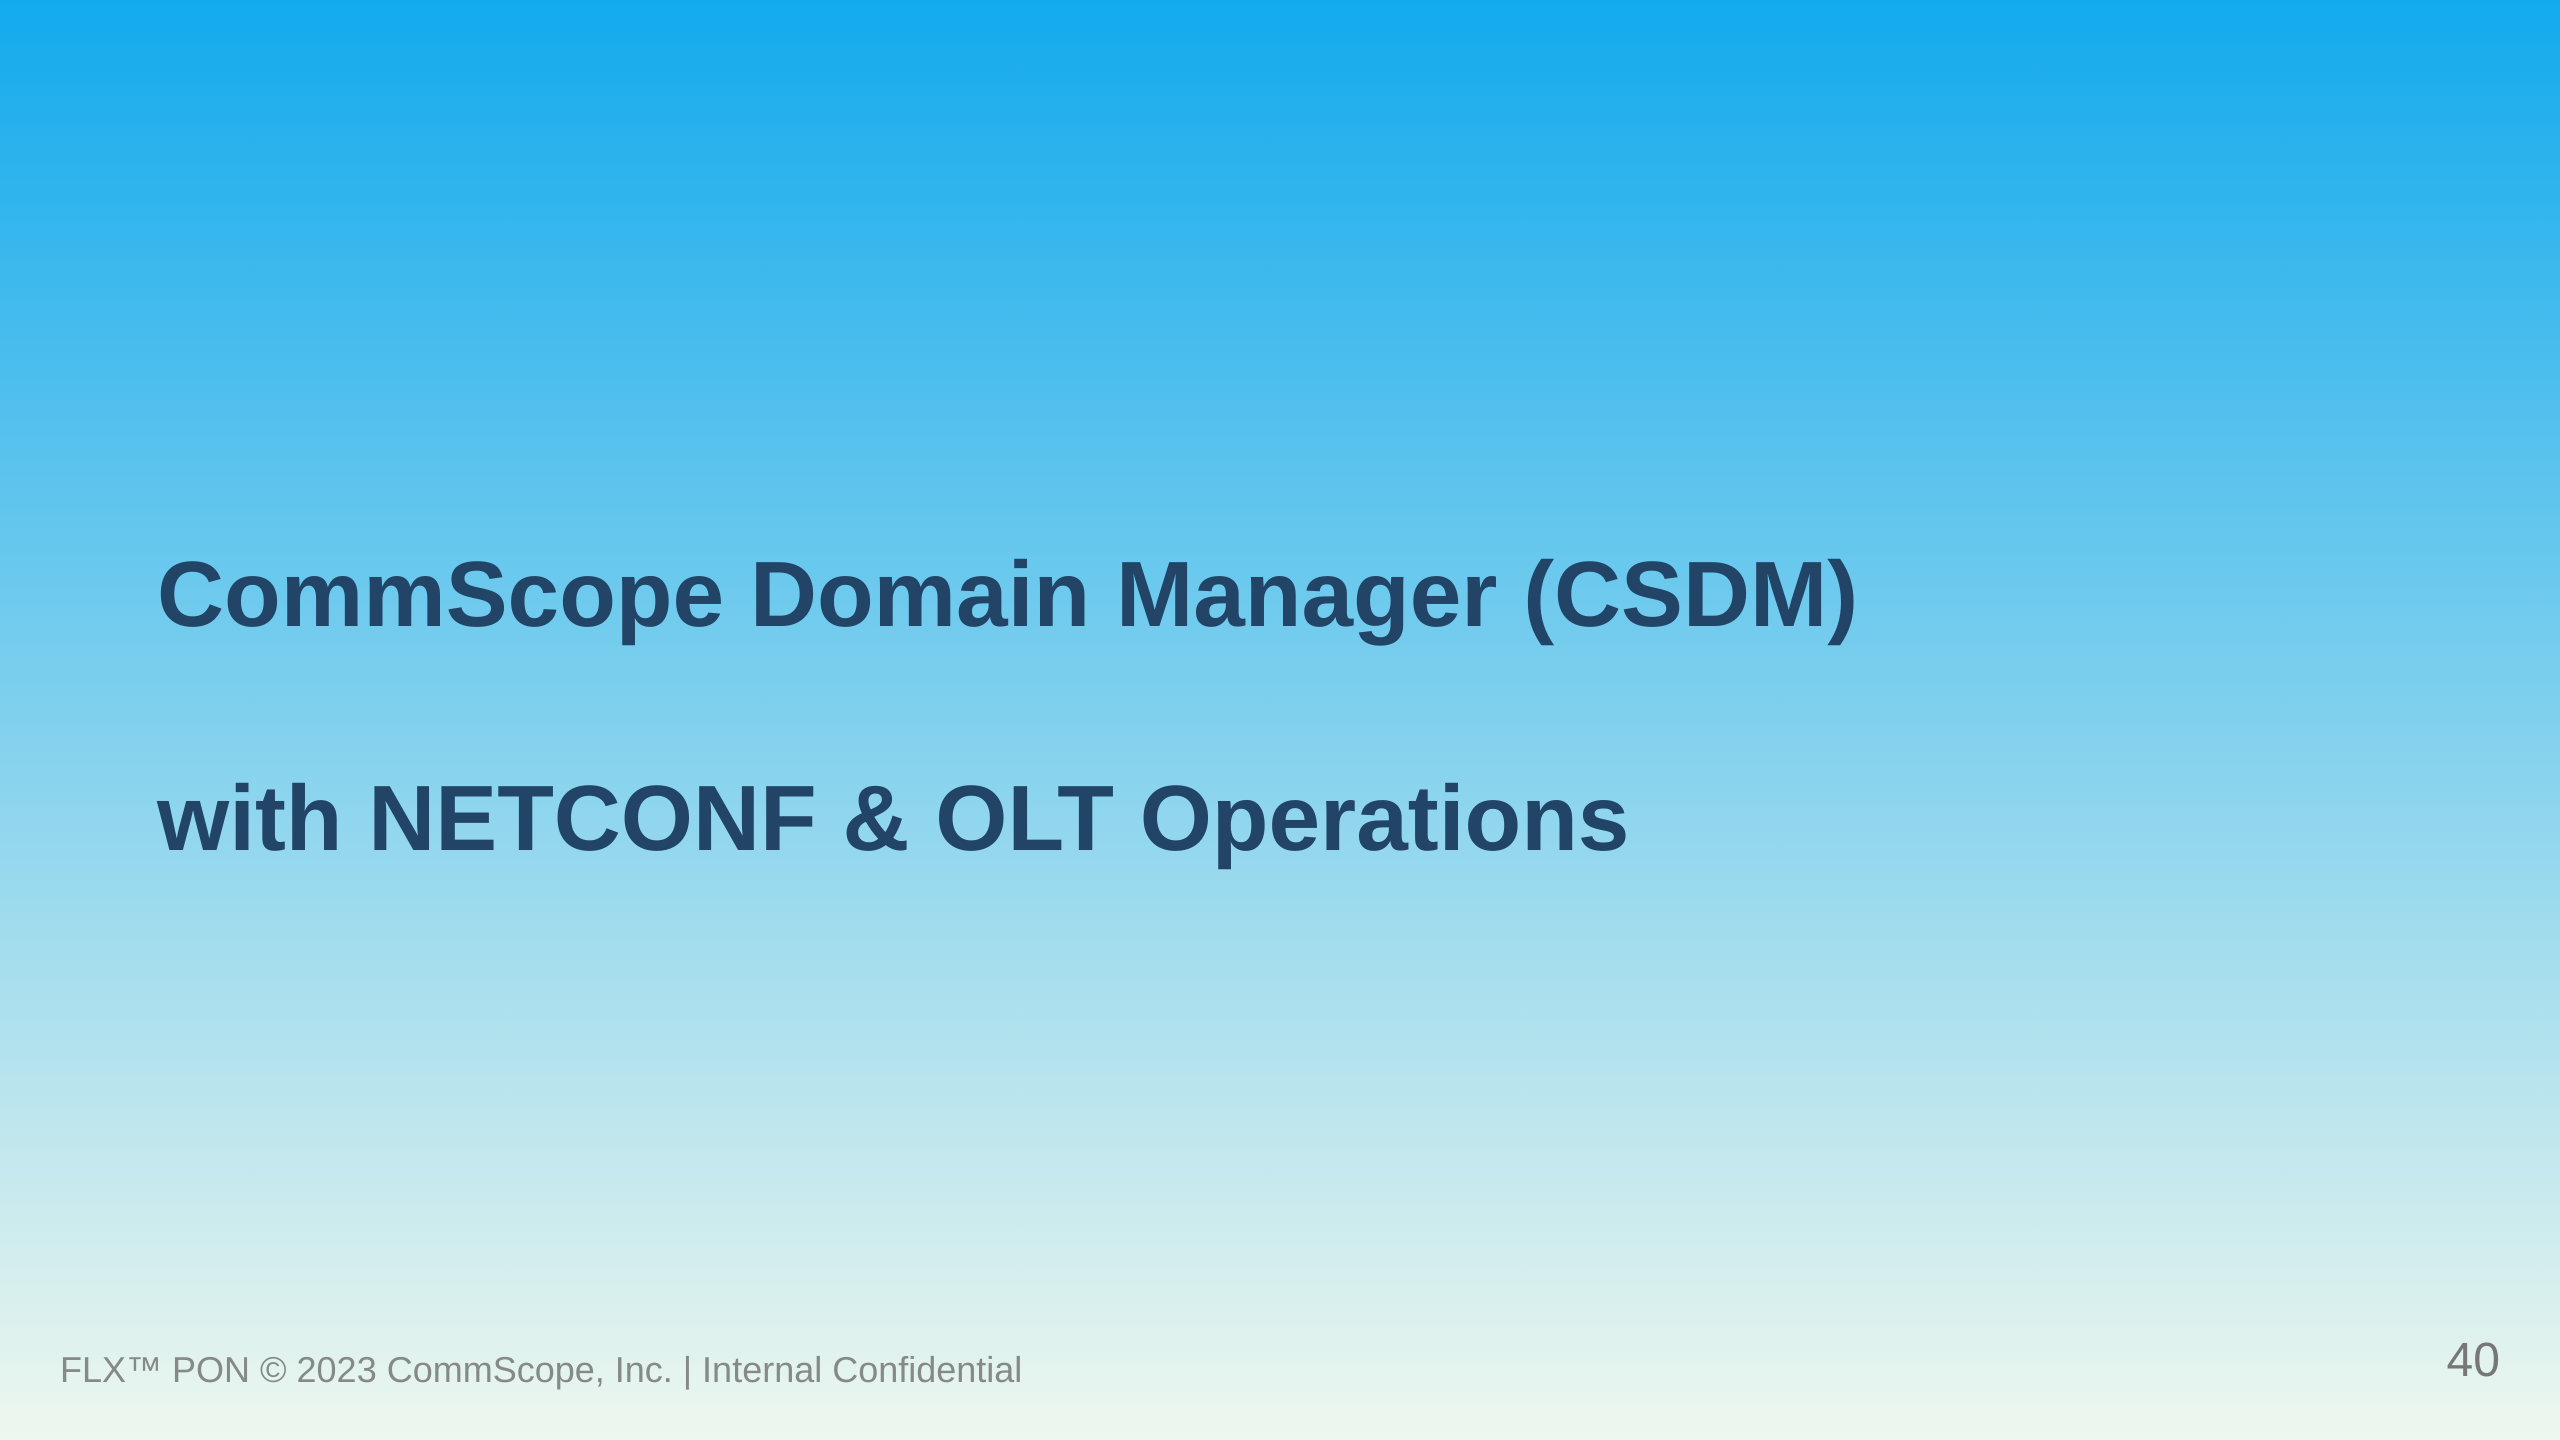 CommScope Domain Manager (CSDM)
with NETCONF & OLT Operations
FLX™ PON © 2023 CommScope, Inc. | Internal Confidential
40